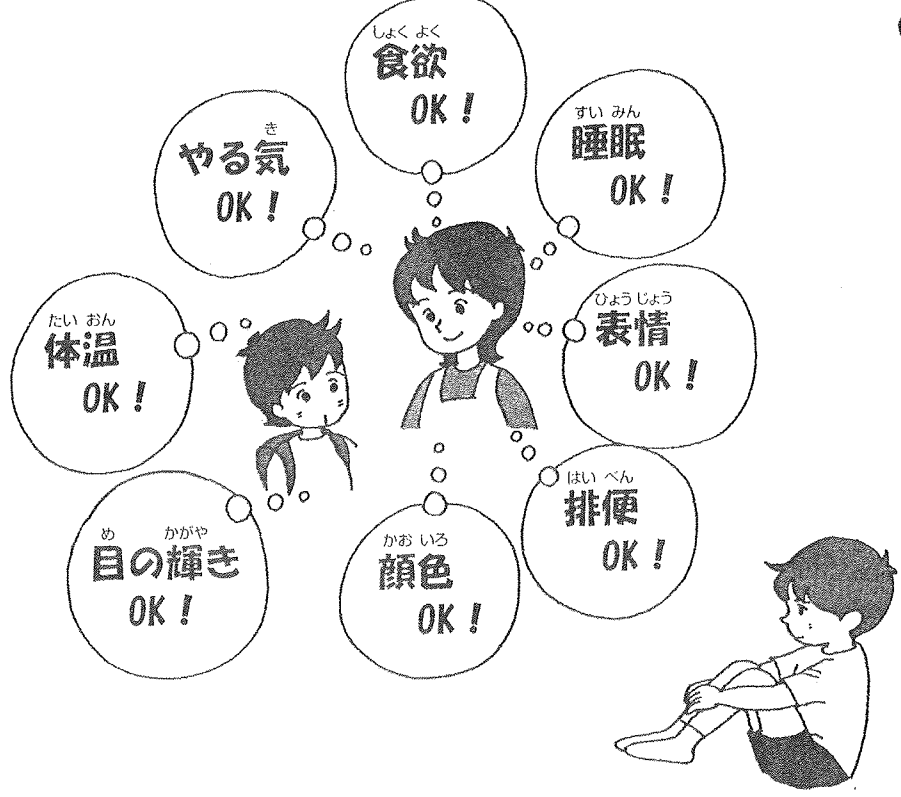 しょく よく
食欲
OK！
すい みん
睡眠
OK！
き
やる気
OK！
ひょう じょう
表情
OK！
たい おん
体温
OK！
はい べん
排便
OK！
め かがや
目の輝き
OK！
かお いろ
顔色
OK！